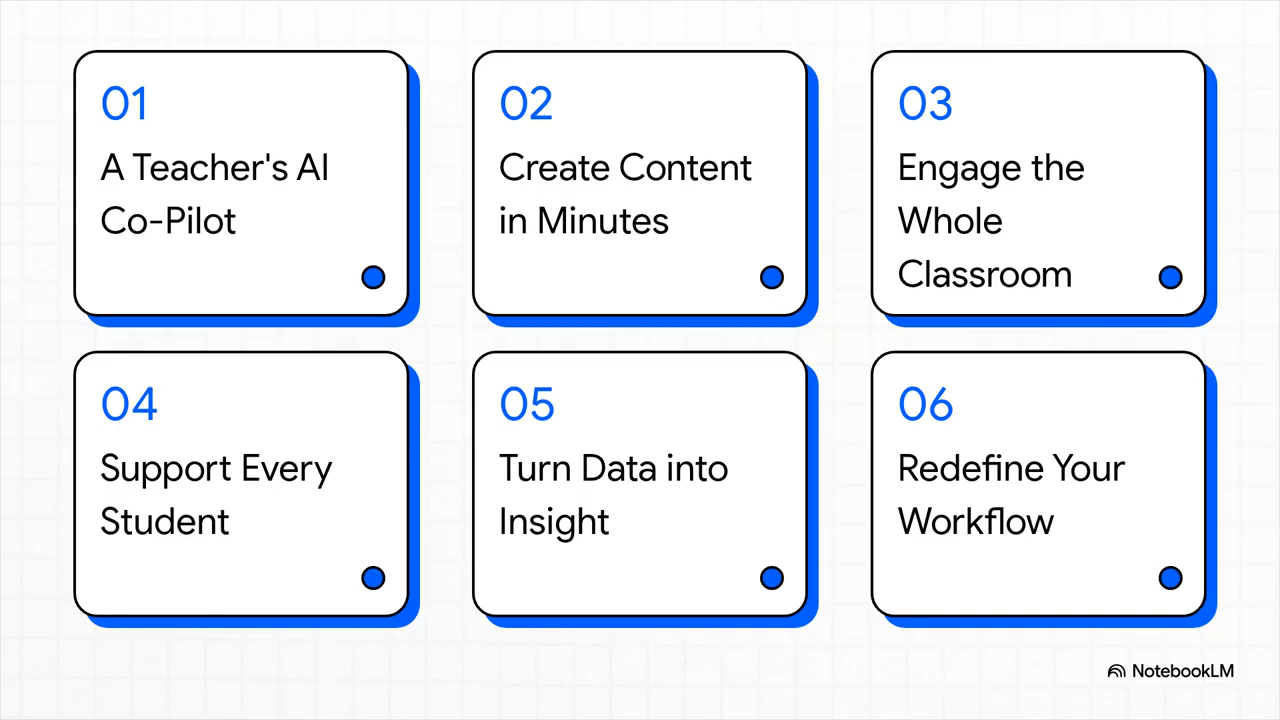 01
A Teacher's AI
Co-Pilot
02
Create Content
in Minutes
03
Engage the
Whole
Classroom
04
Support Every
Student
05
Turn Data into
Insight
06
Redefine Your
Workflow
NotebookLM